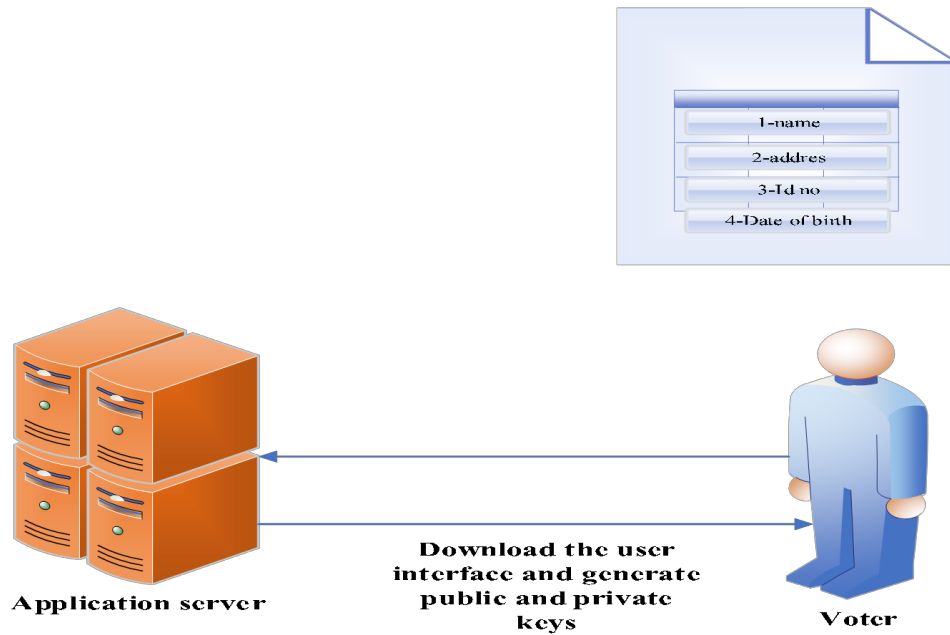 1-name
2-addres
3-Id no
4-Date of birth
Download the user
interface and generate
public and private
keys
Application server
Voter